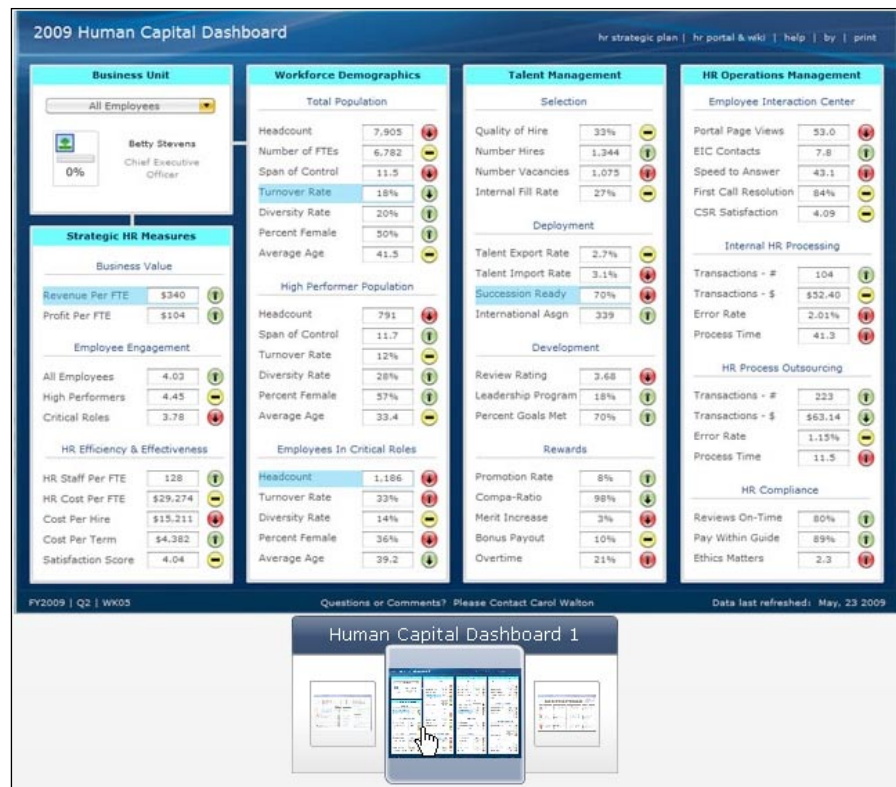 2009 Human Capital Dashboard
hr strategic plan | hr portal & wiki | help | by | print
Business Unit
All Employees
0%
Betty Stevens
Chief Executive
Officer
Strategic HR Measures
Business Value
Revenue Per FTE $340
Profit Per FTE $104
Employee Engagement
All Employees 4.03
High Performers 4.45
Critical Roles 3.78
HR Efficiency & Effectiveness
HR Staff Per FTE 128
HR Cost Per FTE $29,274
Cost Per Hire $15,211
Cost Per Term $4,382
Satisfaction Score 4.04
Workforce Demographics
Total Population
Headcount 7,905
Number of FTEs 6,782
Span of Control 11.5
Turnover Rate 18%
Diversity Rate 20%
Percent Female 50%
Average Age 41.5
High Performer Population
Headcount 791
Span of Control 11.7
Turnover Rate 12%
Diversity Rate 28%
Percent Female 57%
Average Age 33.4
Employees In Critical Roles
Headcount 1,186
Turnover Rate 33%
Diversity Rate 14%
Percent Female 36%
Average Age 39.2
Talent Management
Selection
Quality of Hire 33%
Number Hires 1,344
Number Vacancies 1,075
Internal Fill Rate 27%
Deployment
Talent Export Rate 2.7%
Talent Import Rate 3.1%
Succession Ready 70%
International Asgn 339
Development
Review Rating 3.68
Leadership Program 18%
Percent Goals Met 70%
Rewards
Promotion Rate 8%
Compa-Ratio 98%
Merit Increase 3%
Bonus Payout 10%
Overtime 21%
HR Operations Management
Employee Interaction Center
Portal Page Views 53.0
EIC Contacts 7.8
Speed to Answer 43.1
First Call Resolution 84%
CSR Satisfaction 4.09
Internal HR Processing
Transactions - # 104
Transactions - $ $52.40
Error Rate 2.01%
Process Time 41.3
HR Process Outsourcing
Transactions - # 223
Transactions - $ $63.14
Error Rate 1.15%
Process Time 11.5
HR Compliance
Reviews On-Time 80%
Pay Within Guide 89%
Ethics Matters 2.3
FY2009 | Q2 | WK05
Questions or Comments? Please Contact Carol Walton
Data last refreshed: May, 23 2009
Human Capital Dashboard 1